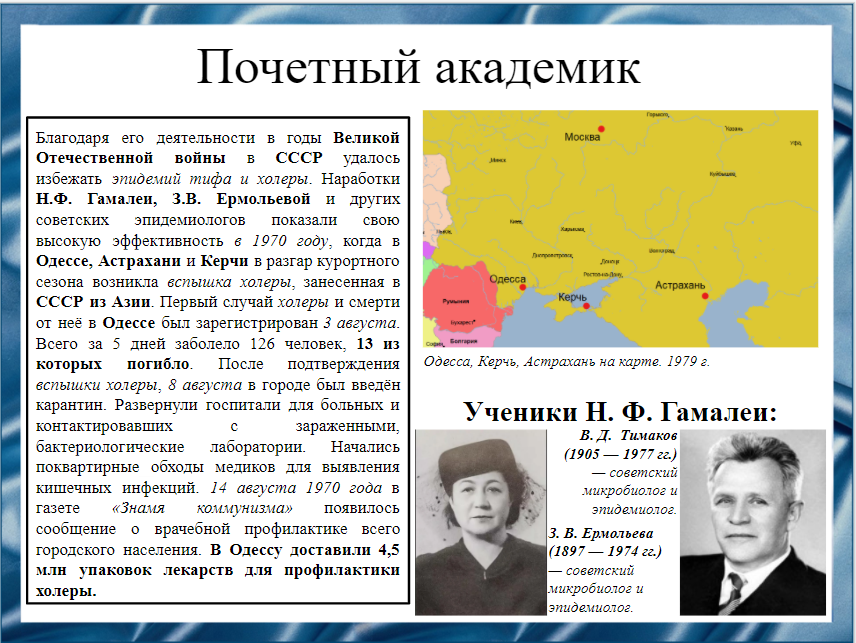 Почетный академик
Благодаря его деятельности в годы Великой
Отечественной войны в СССР удалось
избежать эпидемий тифа и холеры. Наработки
Н.Ф. Гамалеи, З.В. Ермольевой и других
советских эпидемиологов показали свою
высокую эффективность в 1970 году, когда в
Одессе, Астрахани и Керчи в разгар курортного
сезона возникла вспышка холеры, занесенная в
СССР из Азии. Первый случай холеры и смерти
от неё в Одессе был зарегистрирован 3 августа.
Всего за 5 дней заболело 126 человек, 13 из
которых погибло. После подтверждения
вспышки холеры, 8 августа в городе был введён
карантин. Развернули госпитали для больных и
контактировавших с зараженными,
бактериологические лаборатории. Начались
поквартирные обходы медиков для выявления
кишечных инфекций. 14 августа 1970 года в
газете «Знамя коммунизма» появилось
сообщение о врачебной профилактике всего
городского населения. В Одессу доставили 4,5
млн упаковок лекарств для профилактики
холеры.
Москва
Казань
Уфа
Минск
Куйбышев
Киев
Харьков
Днепропетровск
Донецк
Ростов-на-Дону
Одесса
Керчь
Астрахань
Румыния
Бухарест
Болгария
София
Одесса, Керчь, Астрахань на карте. 1979 г.
Ученики Н. Ф. Гамалеи:
В. Д. Тимаков
(1905 — 1977 гг.)
— советский
микробиолог и
эпидемиолог.
З. В. Ермольева
(1897 — 1974 гг.)
— советский
микробиолог и
эпидемиолог.